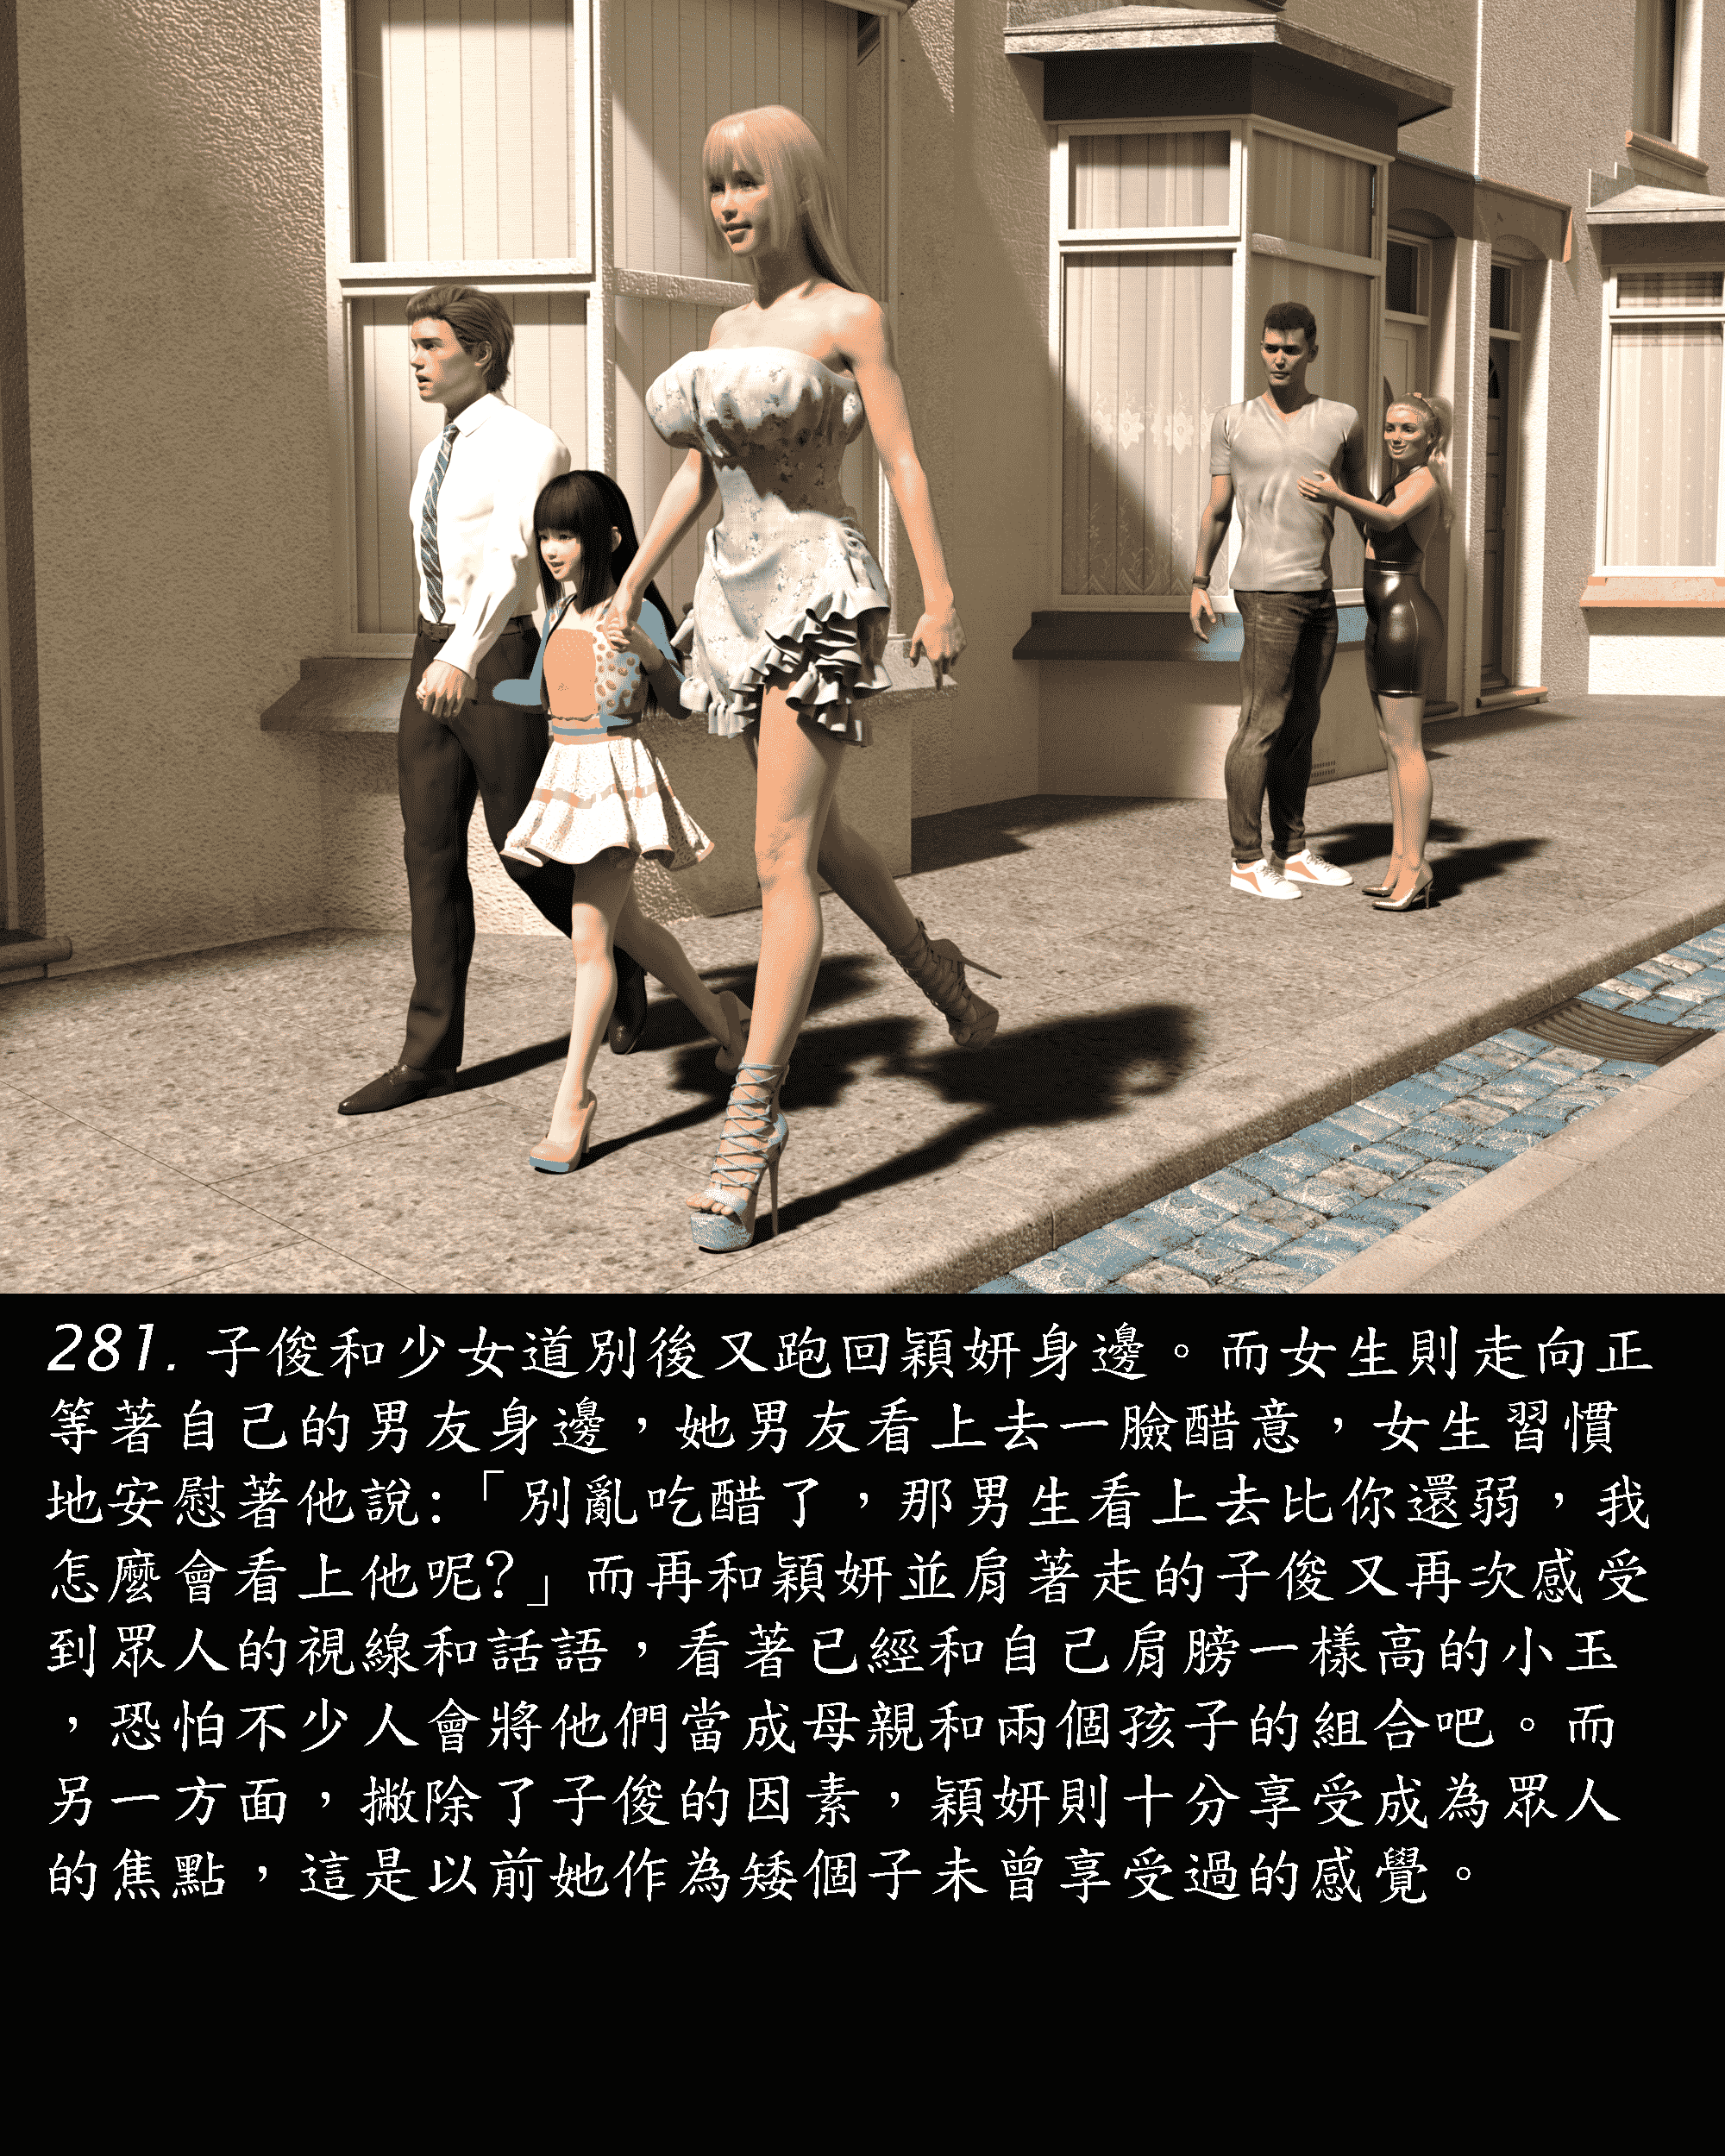 281. 子俊和少女道別後又跑回穎妍身邊。而女生則走向正
等著自己的男友身邊，她男友看上去一臉醋意，女生習慣
地安慰著他說:「別亂吃醋了，那男生看上去比你還弱，我
怎麼會看上他呢?」而再和穎妍並肩著走的子俊又再次感受
到眾人的視線和話語，看著已經和自己肩膀一樣高的小玉
，恐怕不少人會將他們當成母親和兩個孩子的組合吧。而
另一方面，撇除了子俊的因素，穎妍則十分享受成為眾人
的焦點，這是以前她作為矮個子未曾享受過的感覺。